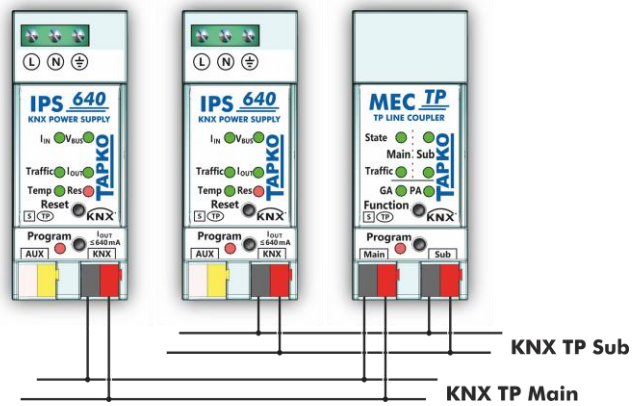 L N
IPS 640
KNX POWER SUPPLY
IIN VBUS
Traffic IOUT
Temp Res
Reset
S TP KNX
TAPKO
Program IOUT ≤640mA
AUX KNX
L N
IPS 640
KNX POWER SUPPLY
IIN VBUS
Traffic IOUT
Temp Res
Reset
S TP KNX
TAPKO
Program IOUT ≤640mA
AUX KNX
MEC TP
TP LINE COUPLER
State
Main Sub
Traffic
GA PA
Function
S TP KNX
TAPKO
Program
Main Sub
KNX TP Sub
KNX TP Main